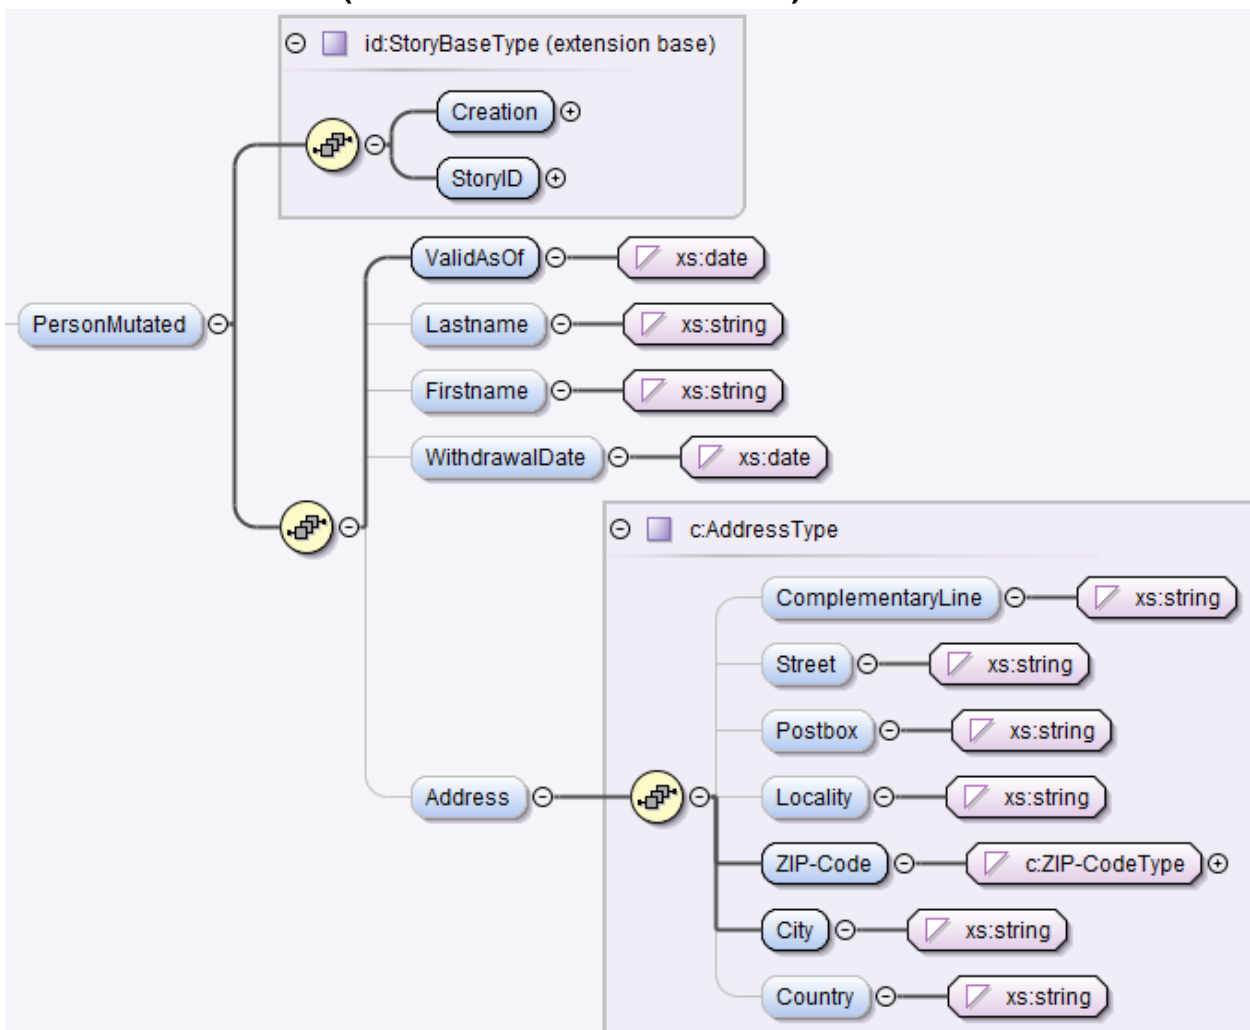 id:StoryBaseType (extension base)
Creation
StoryID
ValidAsOf xs:date
PersonMutated
Lastname xs:string
Firstname xs:string
WithdrawalDate xs:date
c:AddressType
ComplementaryLine xs:string
Street xs:string
Postbox xs:string
Address
Locality xs:string
ZIP-Code c:ZIP-CodeType
City xs:string
Country xs:string